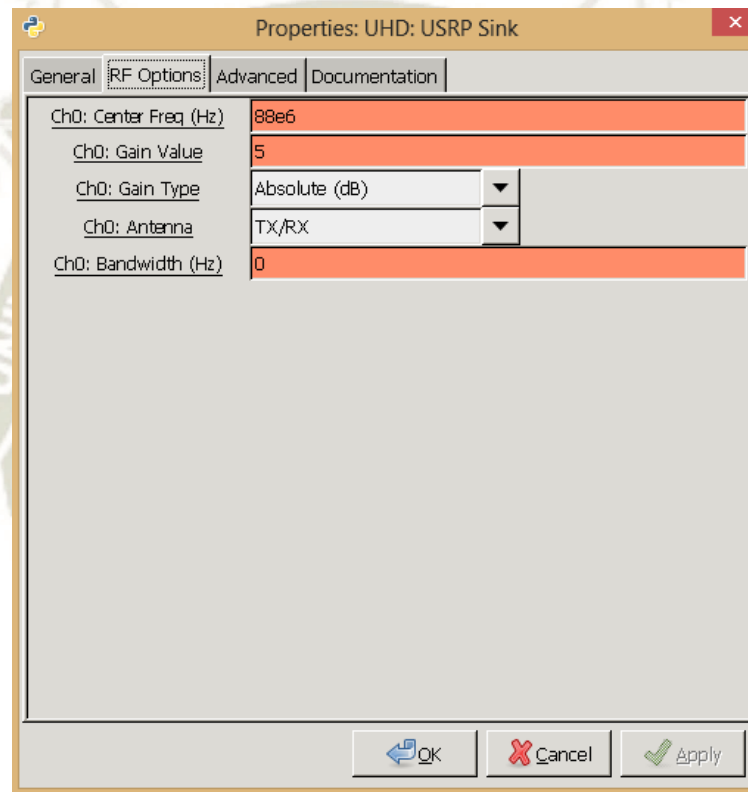 Properties: UHD: USRP Sink
General RF Options Advanced Documentation
Ch0: Center Freq (Hz) 88e6
Ch0: Gain Value 5
Ch0: Gain Type Absolute (dB)
Ch0: Antenna TX/RX
Ch0: Bandwidth (Hz) 0
OK Cancel Apply